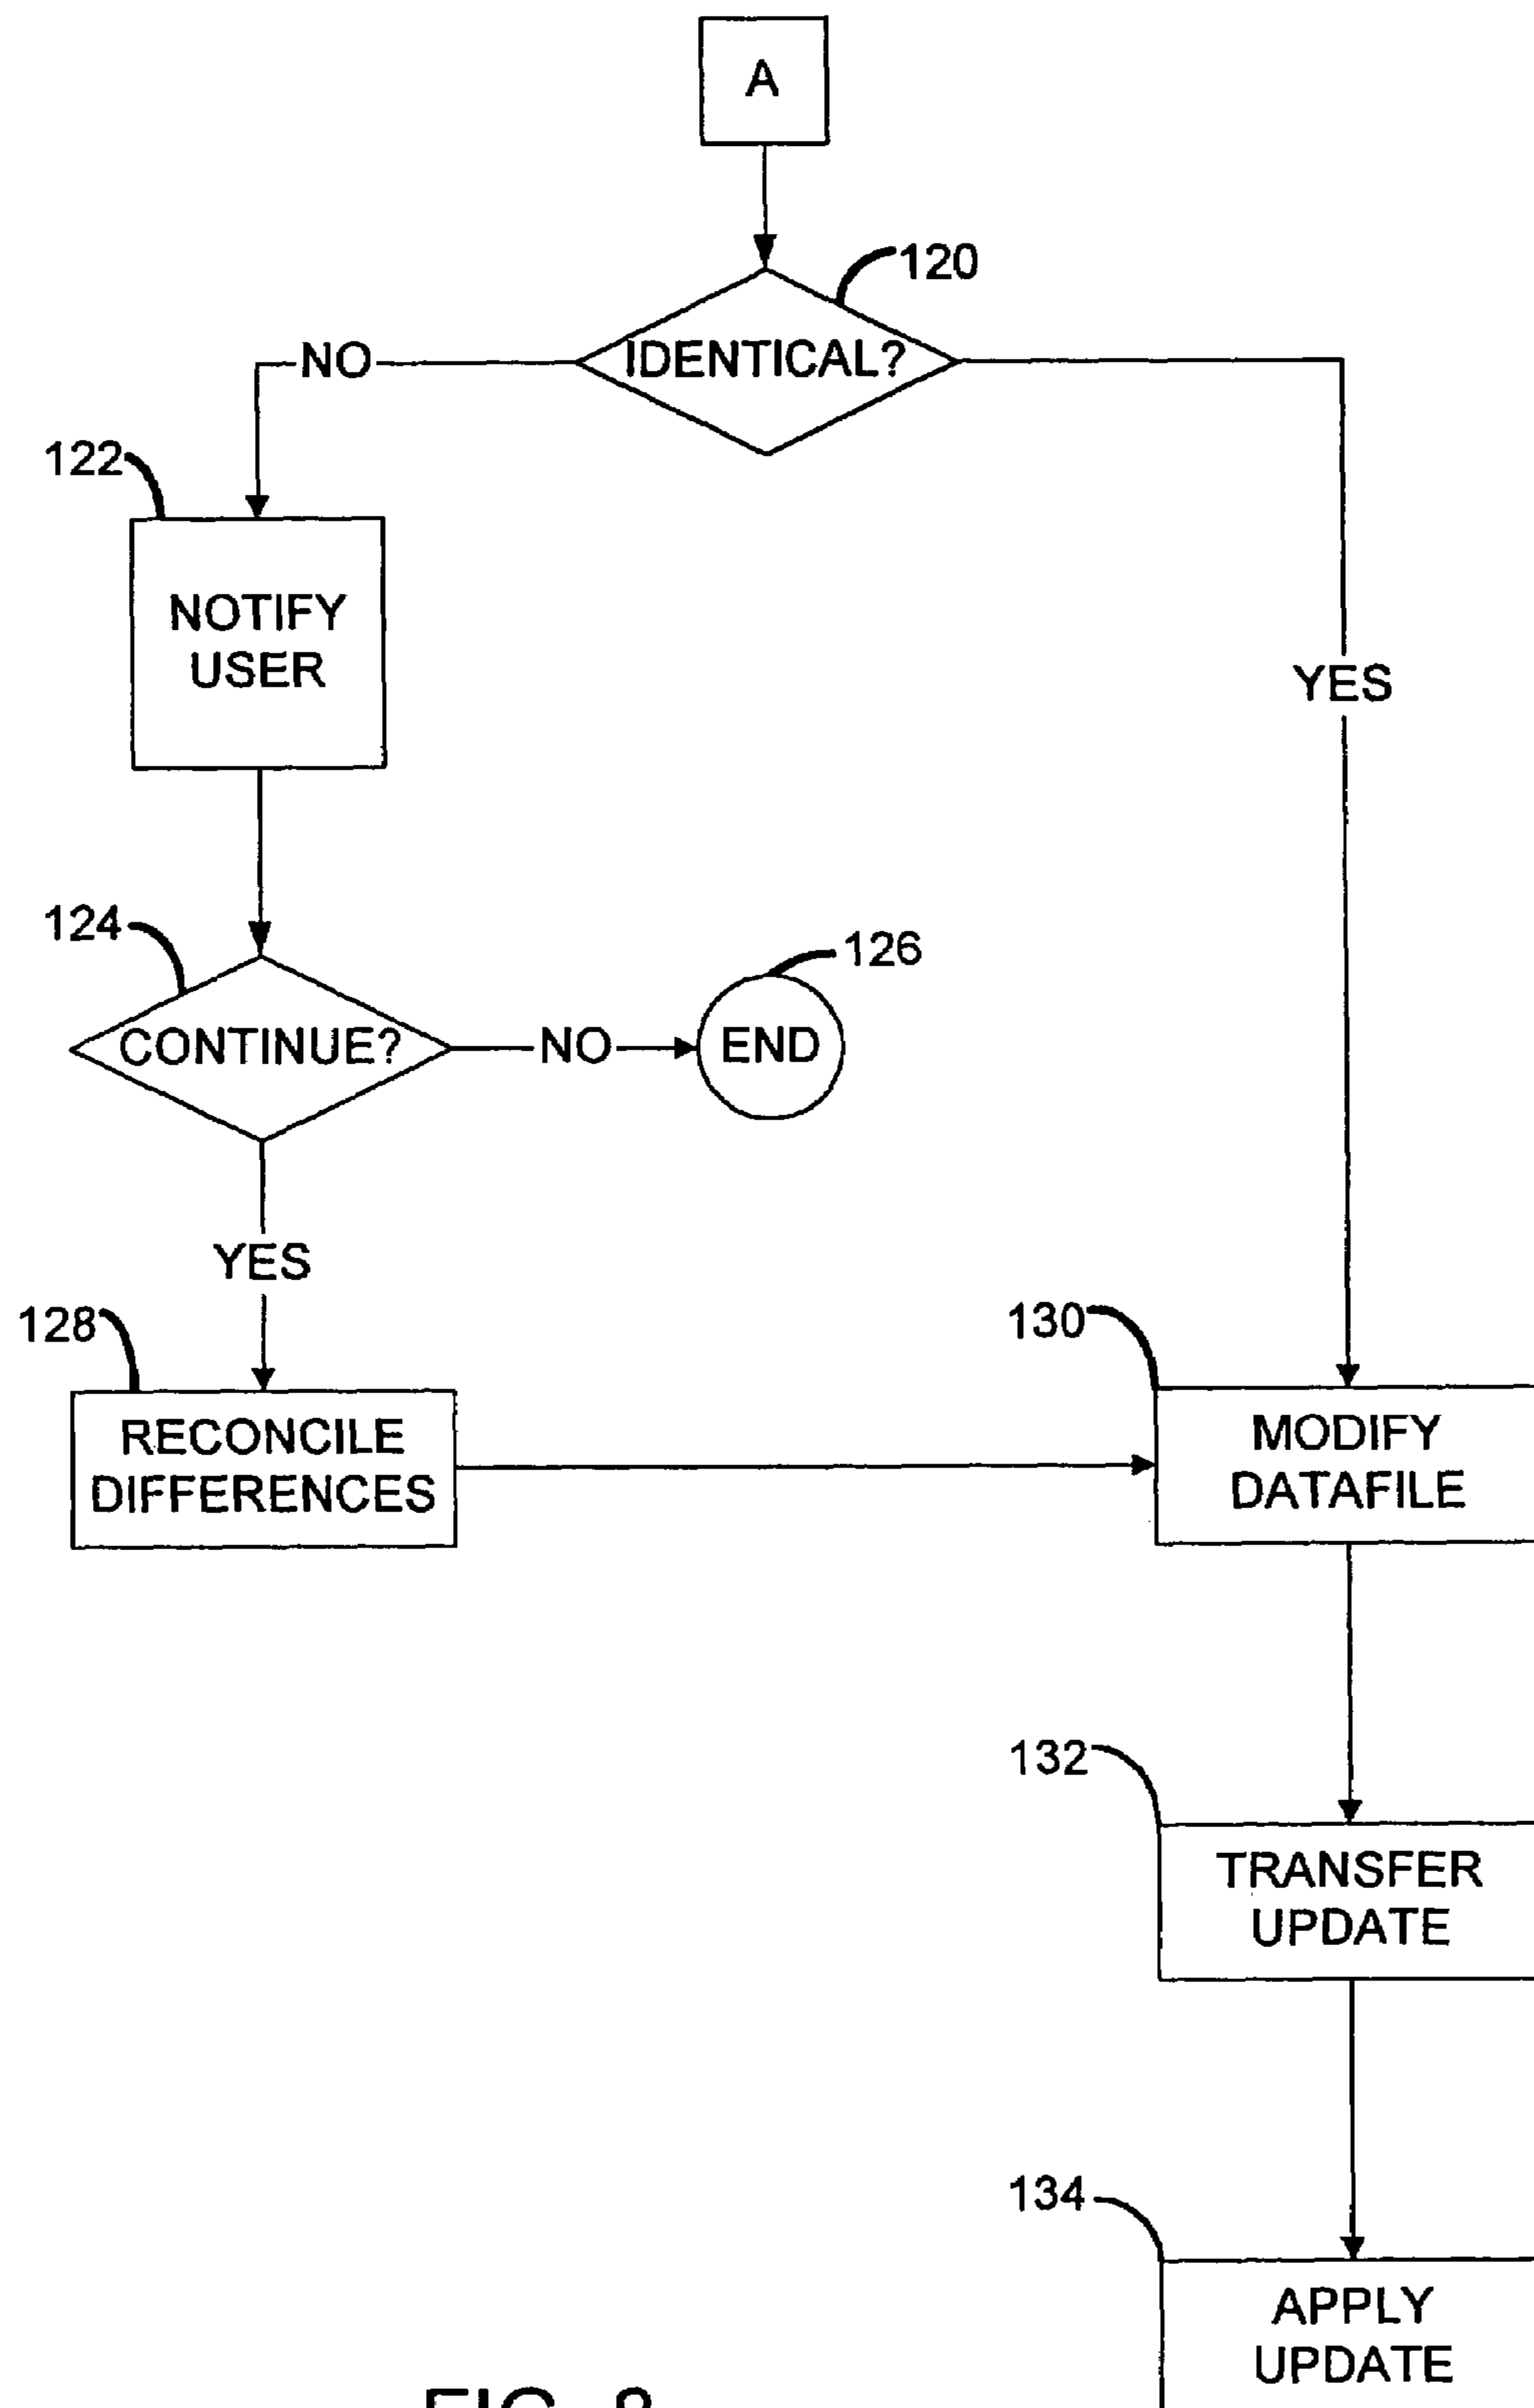 A
120
IDENTICAL?
NO
122
NOTIFY
USER
YES
124
CONTINUE?
NO
126
END
YES
128
RECONCILE
DIFFERENCES
130
MODIFY
DATAFILE
132
TRANSFER
UPDATE
134
APPLY
UPDATE
FIG.